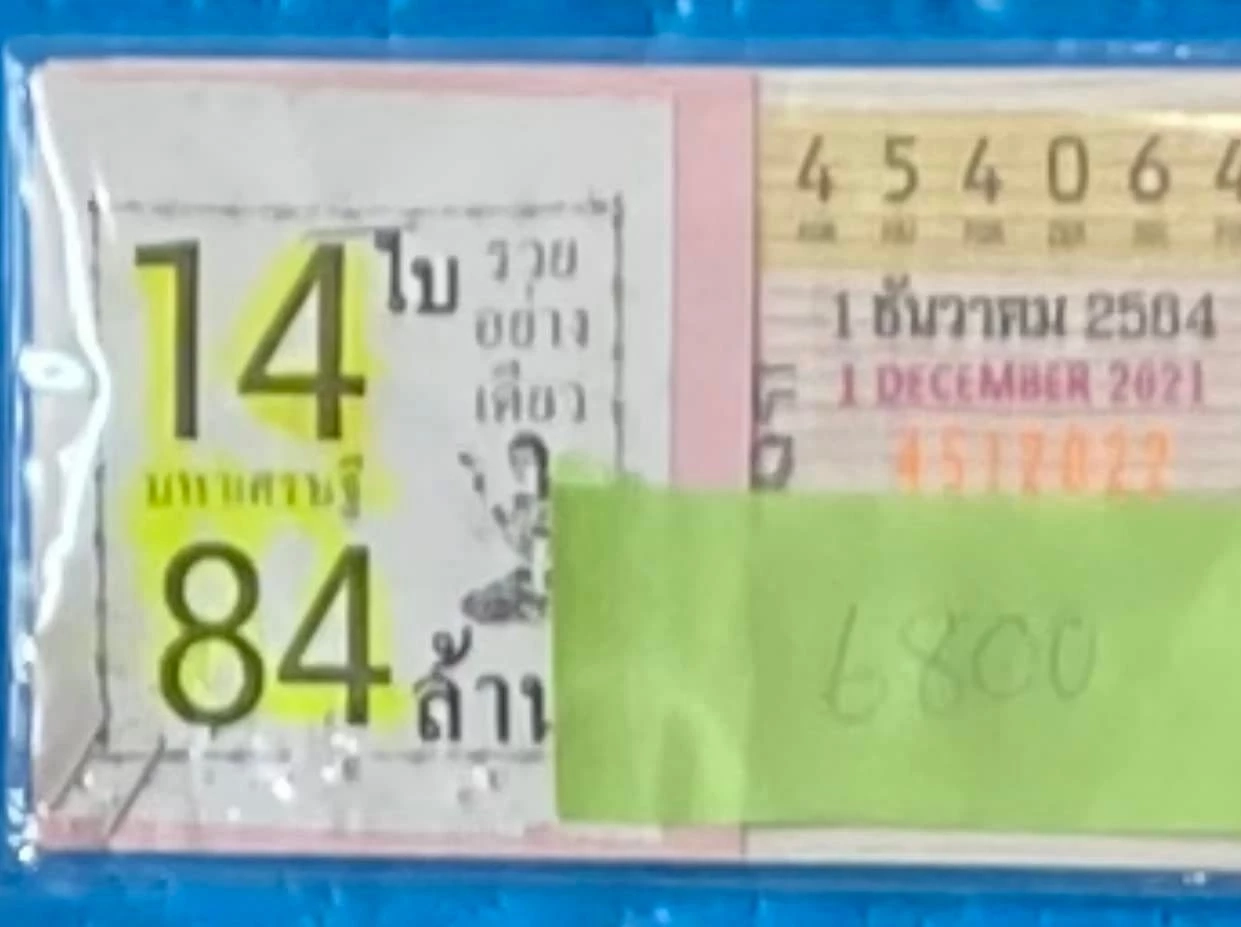 14 ใบ
รวย
อย่าง
เดียว
มหาเศรษฐี
84 ล้าน
4 5 4 0 6 4
1 ธันวาคม 2564
1 DECEMBER 2021
6800